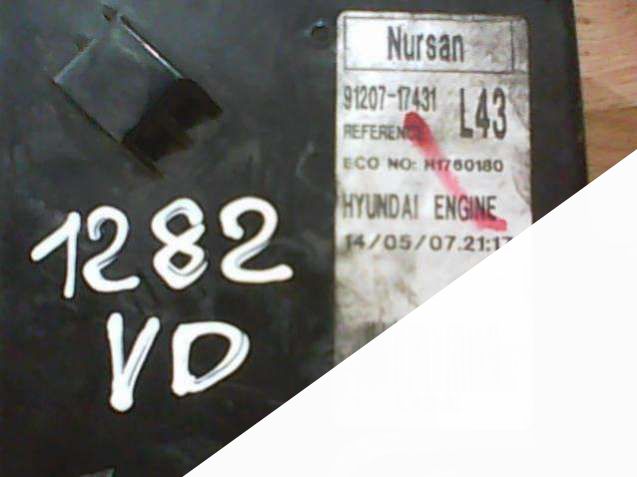 Nursan
91207-17431 L43
REFERENCE
ECO NO: H1760180
HYUNDAI ENGINE
14/05/07.21:17
1282
VD